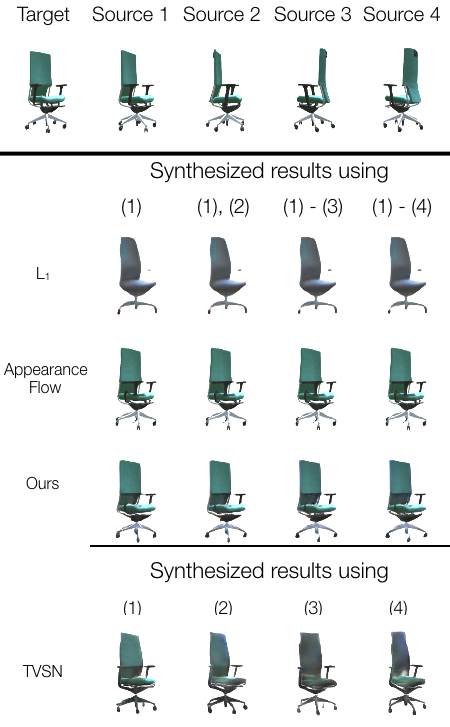 Target Source 1 Source 2 Source 3 Source 4
Synthesized results using
(1) (1), (2) (1) - (3) (1) - (4)
L₁
Appearance
Flow
Ours
Synthesized results using
(1) (2) (3) (4)
TVSN